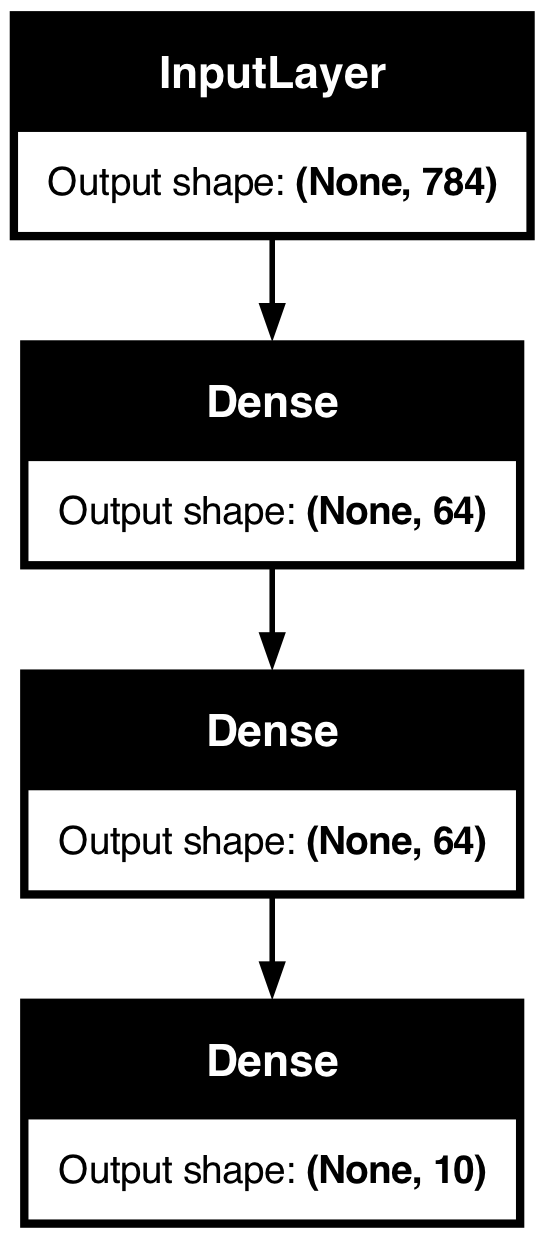 InputLayer
Output shape: (None, 784)
Dense
Output shape: (None, 64)
Dense
Output shape: (None, 64)
Dense
Output shape: (None, 10)